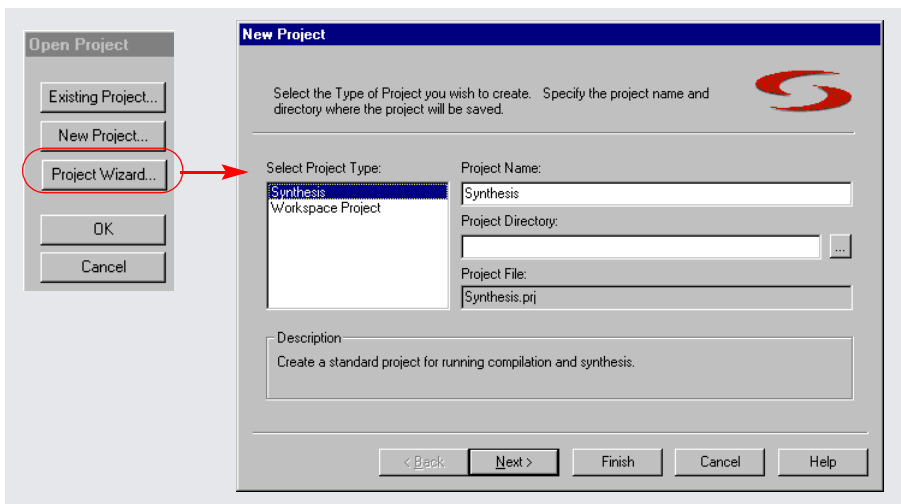 Open Project
Existing Project...
New Project...
Project Wizard...
OK
Cancel
New Project
Select the Type of Project you wish to create. Specify the project name and
directory where the project will be saved.
Select Project Type:
Synthesis
Workspace Project
Project Name:
Synthesis
Project Directory:
...
Project File:
Synthesis.prj
Description
Create a standard project for running compilation and synthesis.
< Back
Next >
Finish
Cancel
Help